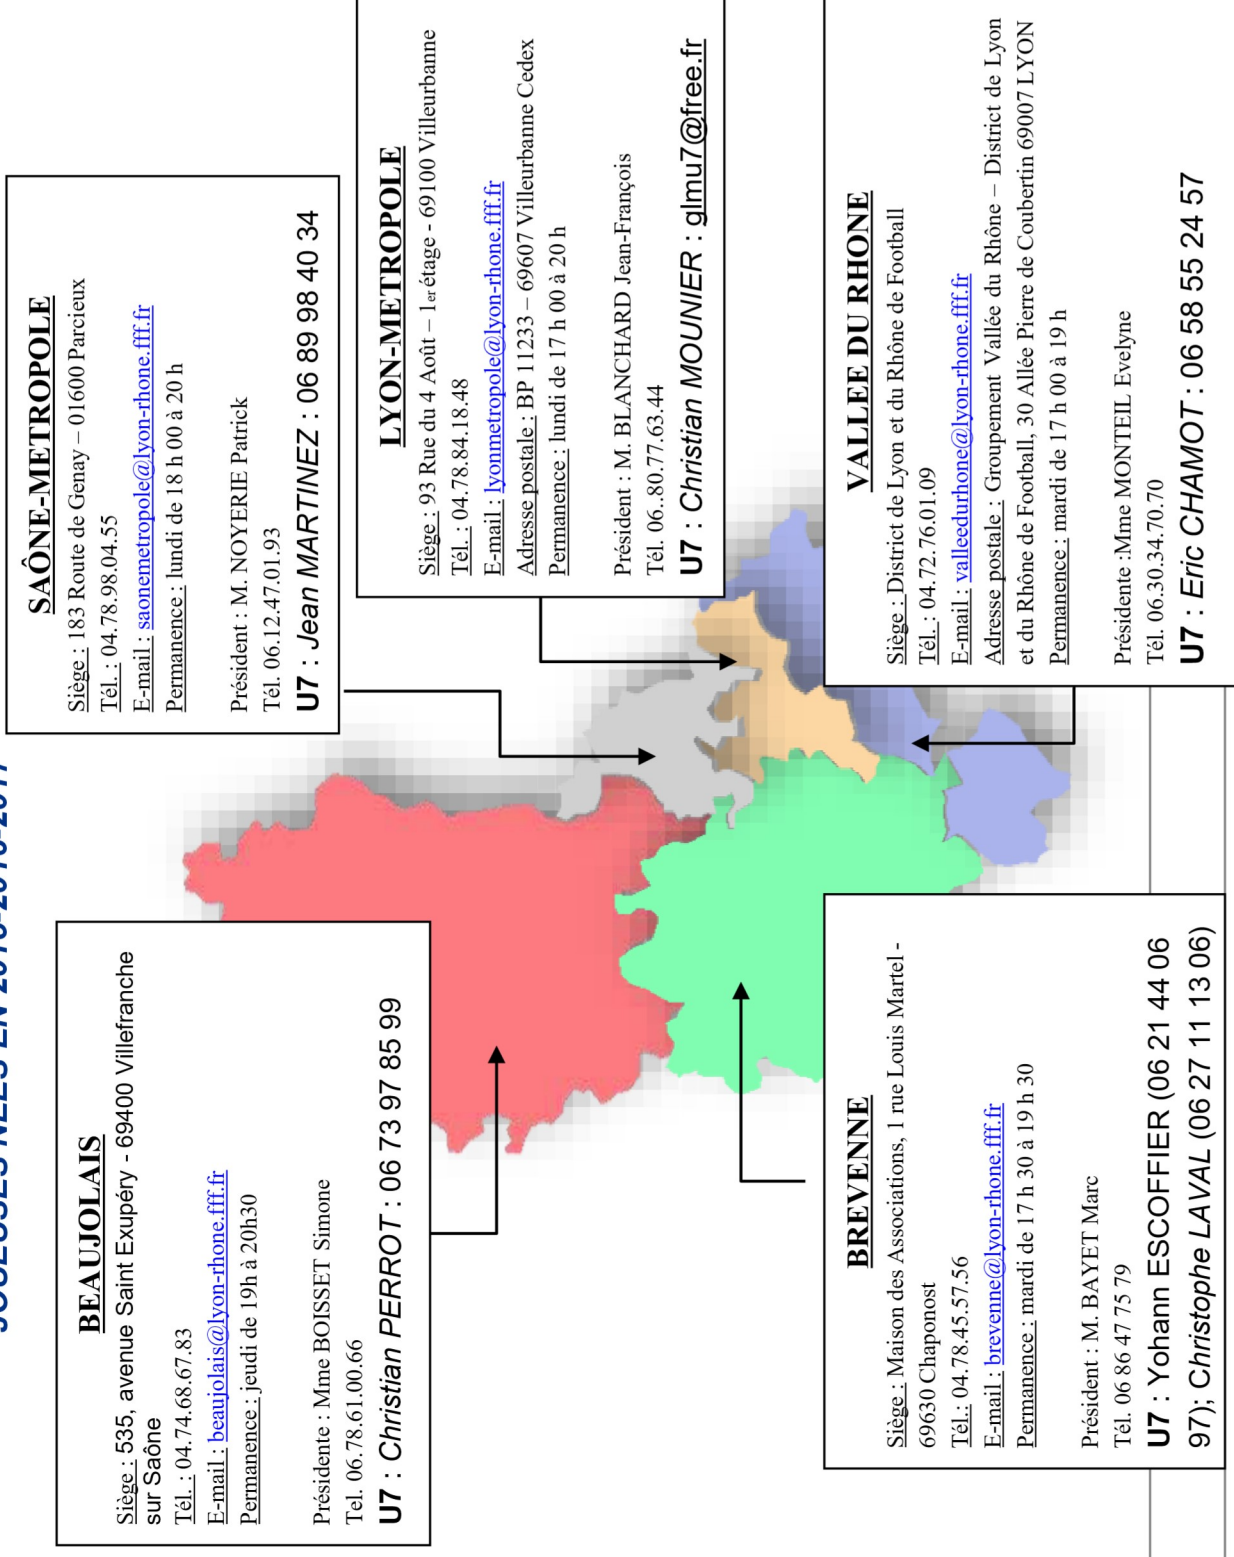 JOUEUSES NEES EN
BEAUJOLAIS
Siège : 535, avenue Saint Exupéry - 69400 Villefranche
sur Saône
Tél. : 04.74.68.67.83
E-mail : beaujolais@lyon-rhone.fff.fr
Permanence : jeudi de 19h à 20h30
Présidente : Mme BOISSET Simone
Tel. 06.78.61.00.66
U7 : Christian PERROT : 06 73 97 85 99
SAÔNE-METROPOLE
Siège : 183 Route de Genay – 01600 Parcieux
Tél. : 04.78.98.04.55
E-mail : saonemetropole@lyon-rhone.fff.fr
Permanence : lundi de 18 h 00 à 20 h
Président : M. NOYERIE Patrick
Tél. 06.12.47.01.93
U7 : Jean MARTINEZ : 06 89 98 40 34
LYON-METROPOLE
Siège : 93 Rue du 4 Août – 1er étage - 69100 Villeurbanne
Tél. : 04.78.84.18.48
E-mail : lyonmetropole@lyon-rhone.fff.fr
Adresse postale : BP 11233 – 69607 Villeurbanne Cedex
Permanence : lundi de 17 h 00 à 20 h
Président : M. BLANCHARD Jean-François
Tél. 06..80.77.63.44
U7 : Christian MOUNIER : glmu7@free.fr
BREVENNE
Siège : Maison des Associations, 1 rue Louis Martel -
69630 Chaponost
Tél.: 04.78.45.57.56
E-mail : brevenne@lyon-rhone.fff.fr
Permanence : mardi de 17 h 30 à 19 h 30
Président : M. BAYET Marc
Tél. 06 86 47 75 79
U7 : Yohann ESCOFFIER (06 21 44 06
97); Christophe LAVAL (06 27 11 13 06)
VALLEE DU RHONE
Siège : District de Lyon et du Rhône de Football
Tél. : 04.72.76.01.09
E-mail : valleedurhone@lyon-rhone.fff.fr
Adresse postale : Groupement Vallée du Rhône – District de Lyon
et du Rhône de Football, 30 Allée Pierre de Coubertin 69007 LYON
Permanence : mardi de 17 h 00 à 19 h
Présidente :Mme MONTEIL Evelyne
Tél. 06.30.34.70.70
U7 : Eric CHAMOT : 06 58 55 24 57